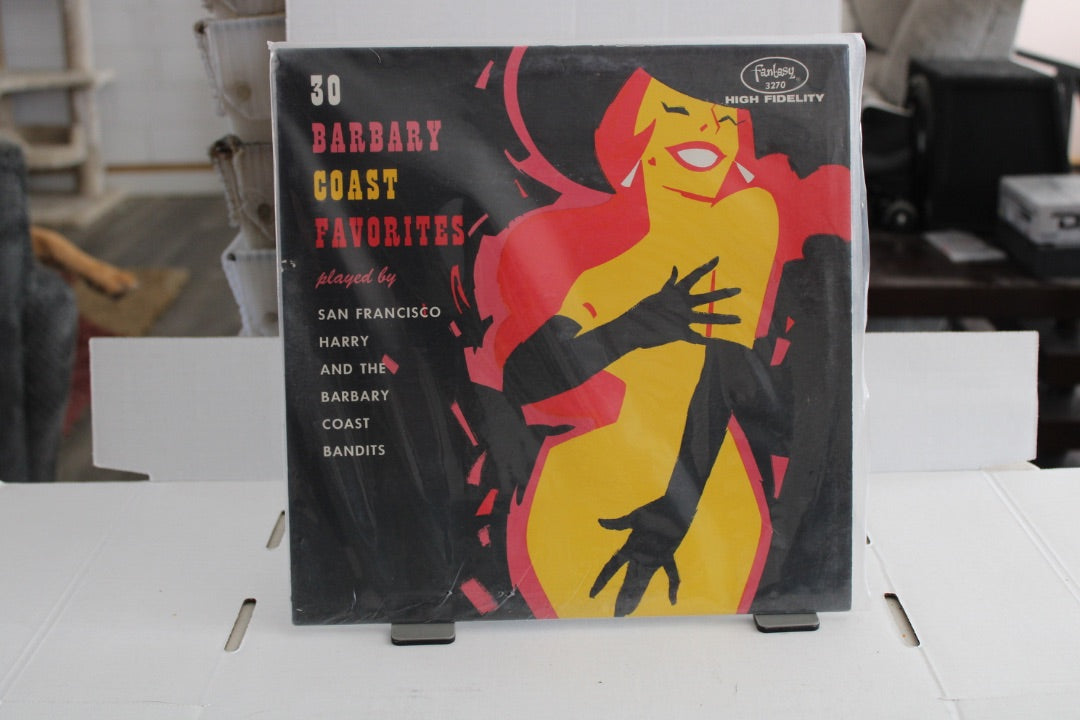 30
BARBARY
COAST
FAVORITES
played by
SAN FRANCISCO
HARRY
AND THE
BARBARY
COAST
BANDITS
fantasy
3270
HIGH FIDELITY